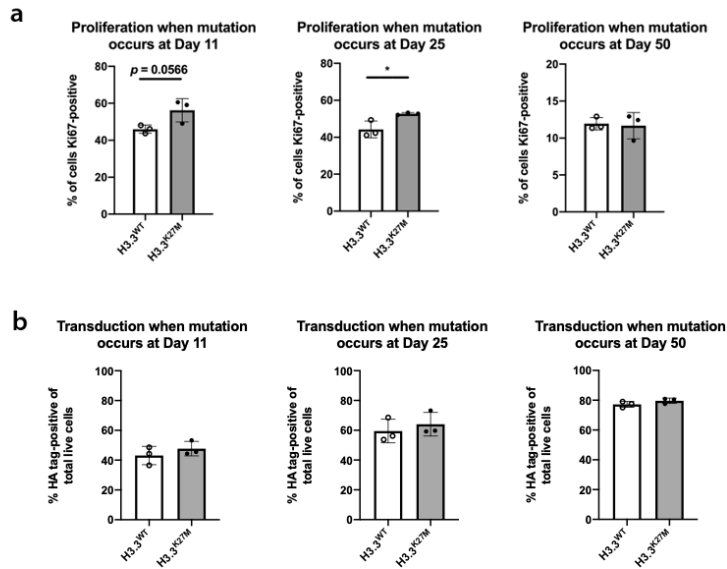 a
Proliferation when mutation
occurs at Day 11
% of cells Ki67-positive
80
60
40
20
0
p = 0.0566
H3.3WT
H3.3K27M
Proliferation when mutation
occurs at Day 25
% of cells Ki67-positive
80
60
40
20
0
*
H3.3WT
H3.3K27M
Proliferation when mutation
occurs at Day 50
% of cells Ki67-positive
20
15
10
5
0
H3.3WT
H3.3K27M
b
Transduction when mutation
occurs at Day 11
% HA tag-positive of
total live cells
100
80
60
40
20
0
H3.3WT
H3.3K27M
Transduction when mutation
occurs at Day 25
% HA tag-positive of
total live cells
100
80
60
40
20
0
H3.3WT
H3.3K27M
Transduction when mutation
occurs at Day 50
% HA tag-positive of
total live cells
100
80
60
40
20
0
H3.3WT
H3.3K27M